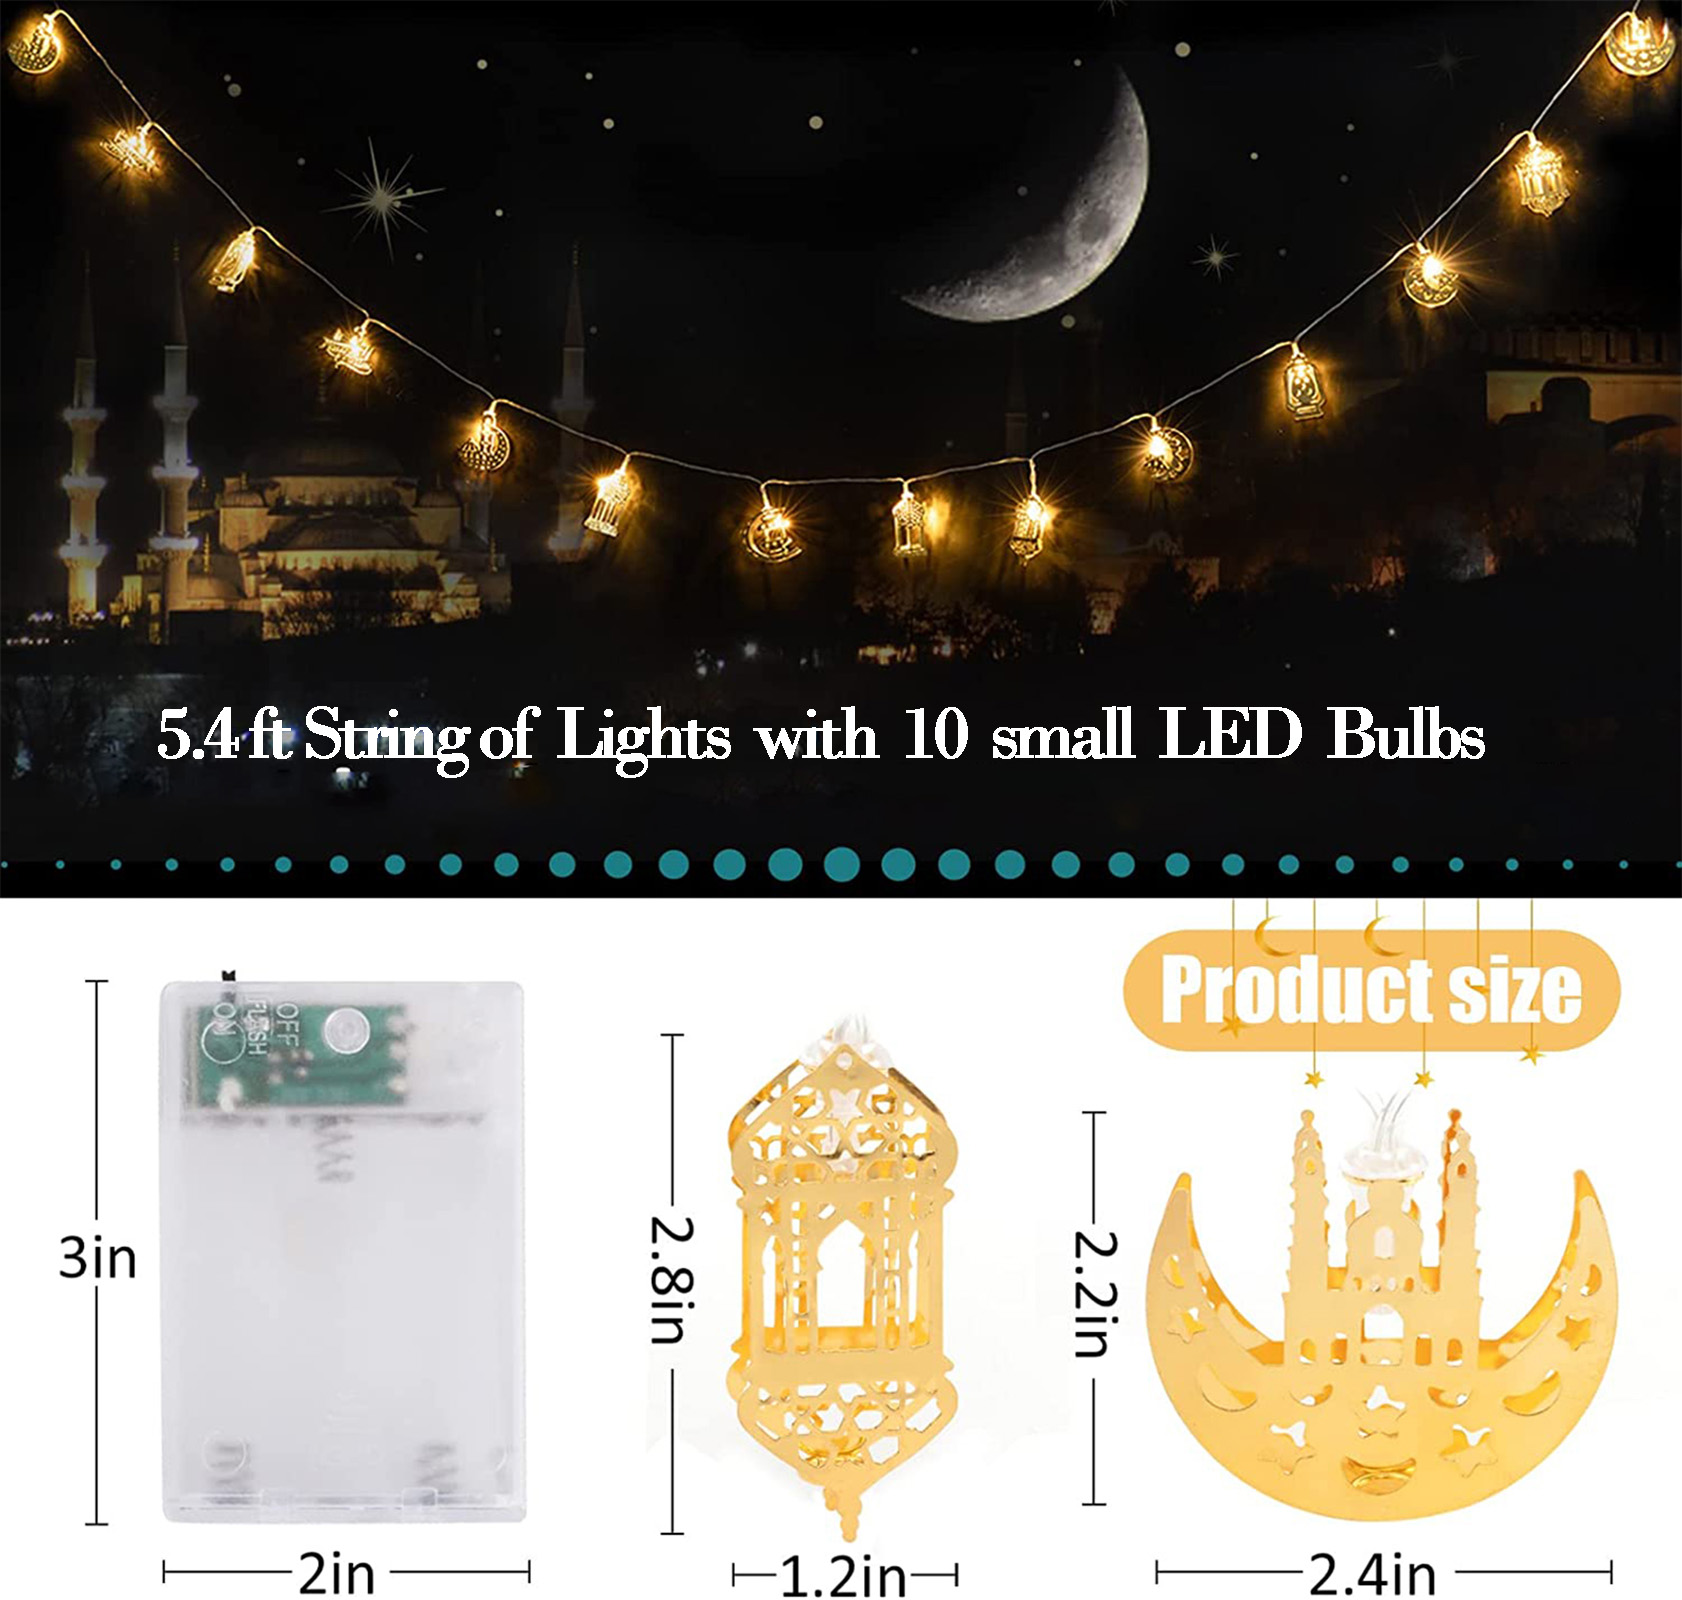 5.4 ft String of Lights with 10 small LED Bulbs
Product size
ON
FLASH
OFF
3in
2in
2.8in
1.2in
2.2in
2.4in